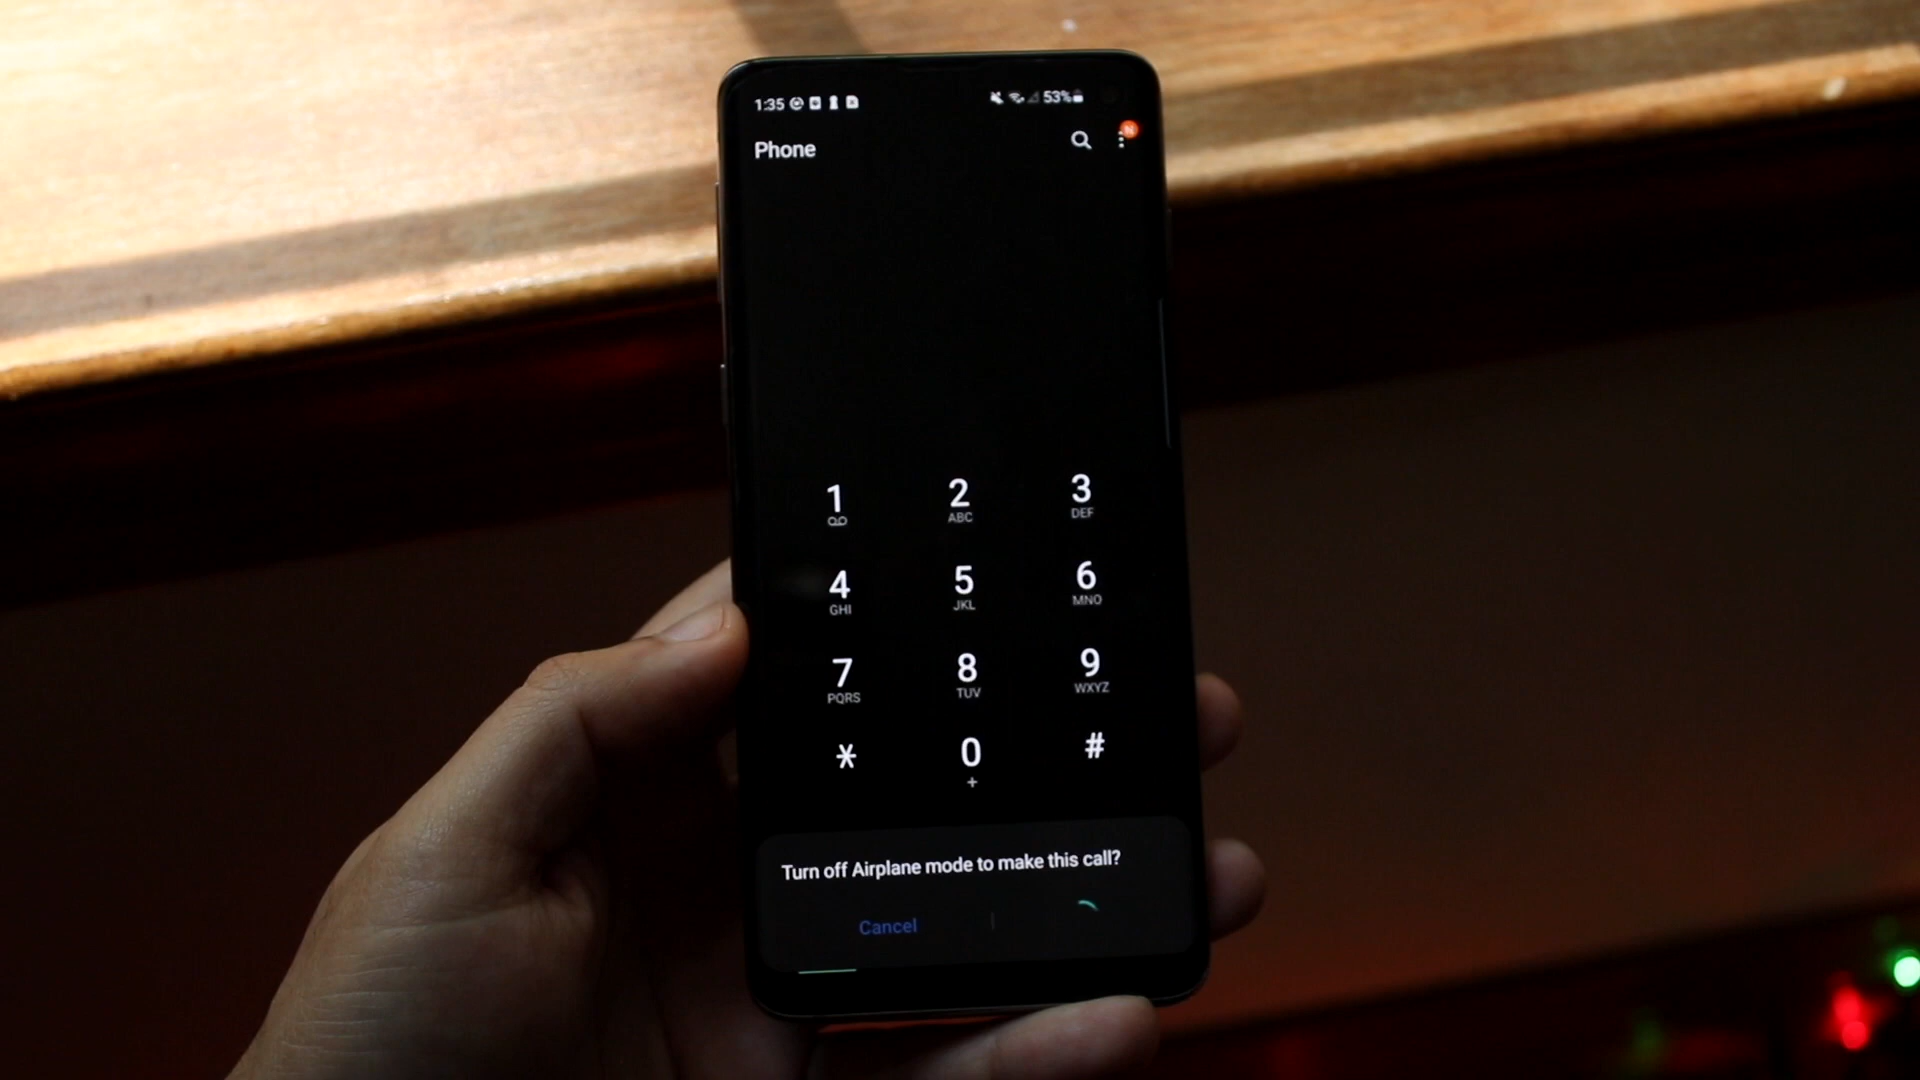 1:35 53%
Phone
N
1 2 3
ABC DEF
4 5 6
GHI JKL MNO
7 8 9
PQRS TUV WXYZ
* 0 #
+
Turn off Airplane mode to make this call?
Cancel